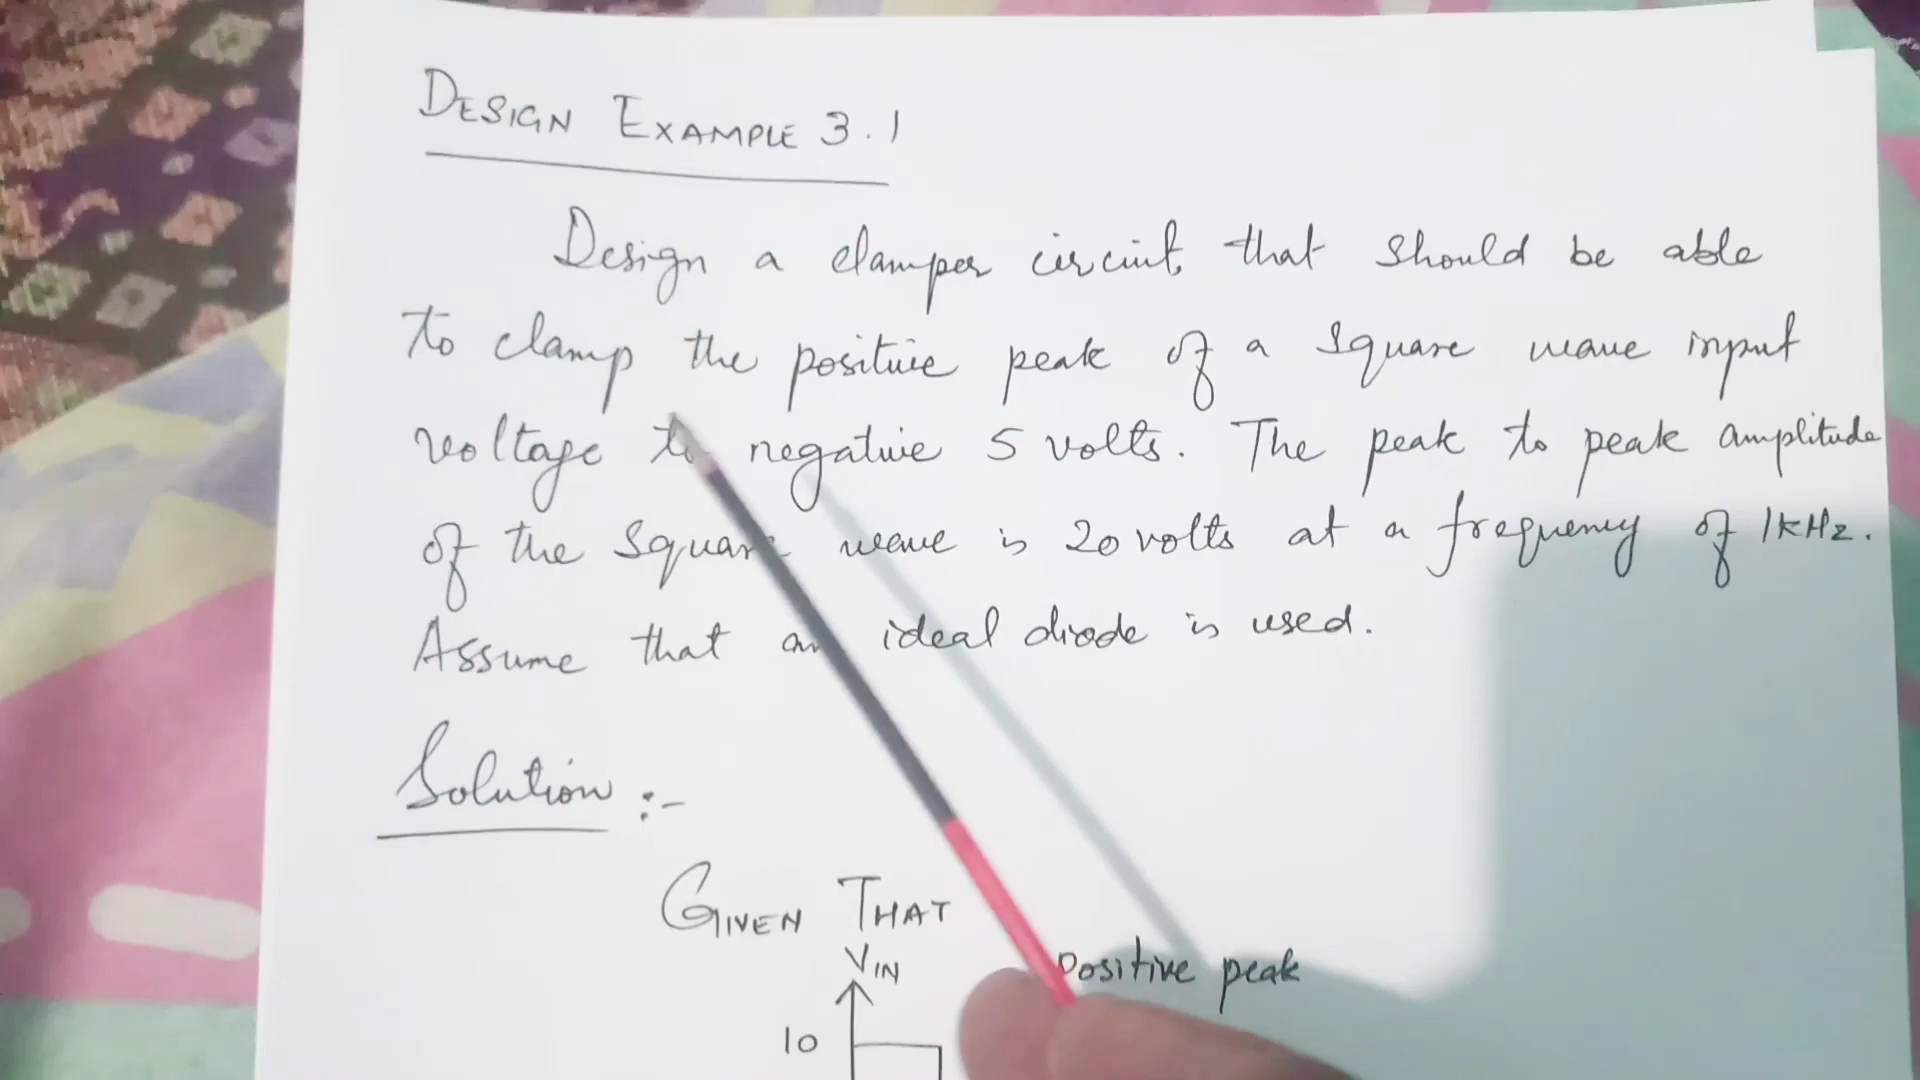 DESIGN EXAMPLE 3.1
Design a clamper circuit that should be able
to clamp the positive peak of a square wave input
voltage to negative 5 volts. The peak to peak amplitude
of the square wave is 20 volts at a frequency of 1kHz.
Assume that an ideal diode is used.
Solution :-
GIVEN THAT
VIN
Positive peak
10